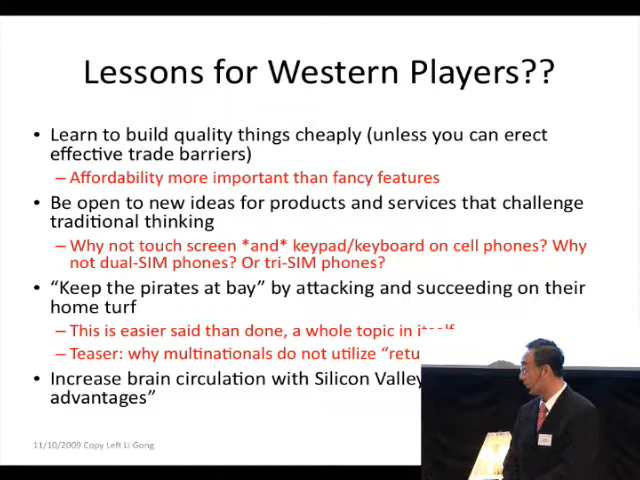 Lessons for Western Players??
• Learn to build quality things cheaply (unless you can erect
effective trade barriers)
– Affordability more important than fancy features
• Be open to new ideas for products and services that challenge
traditional thinking
– Why not touch screen *and* keypad/keyboard on cell phones? Why
not dual-SIM phones? Or tri-SIM phones?
• “Keep the pirates at bay” by attacking and succeeding on their
home turf
– This is easier said than done, a whole topic in itself
– Teaser: why multinationals do not utilize “retu
• Increase brain circulation with Silicon Valley
advantages”
11/10/2009 Copy Left Li Gong